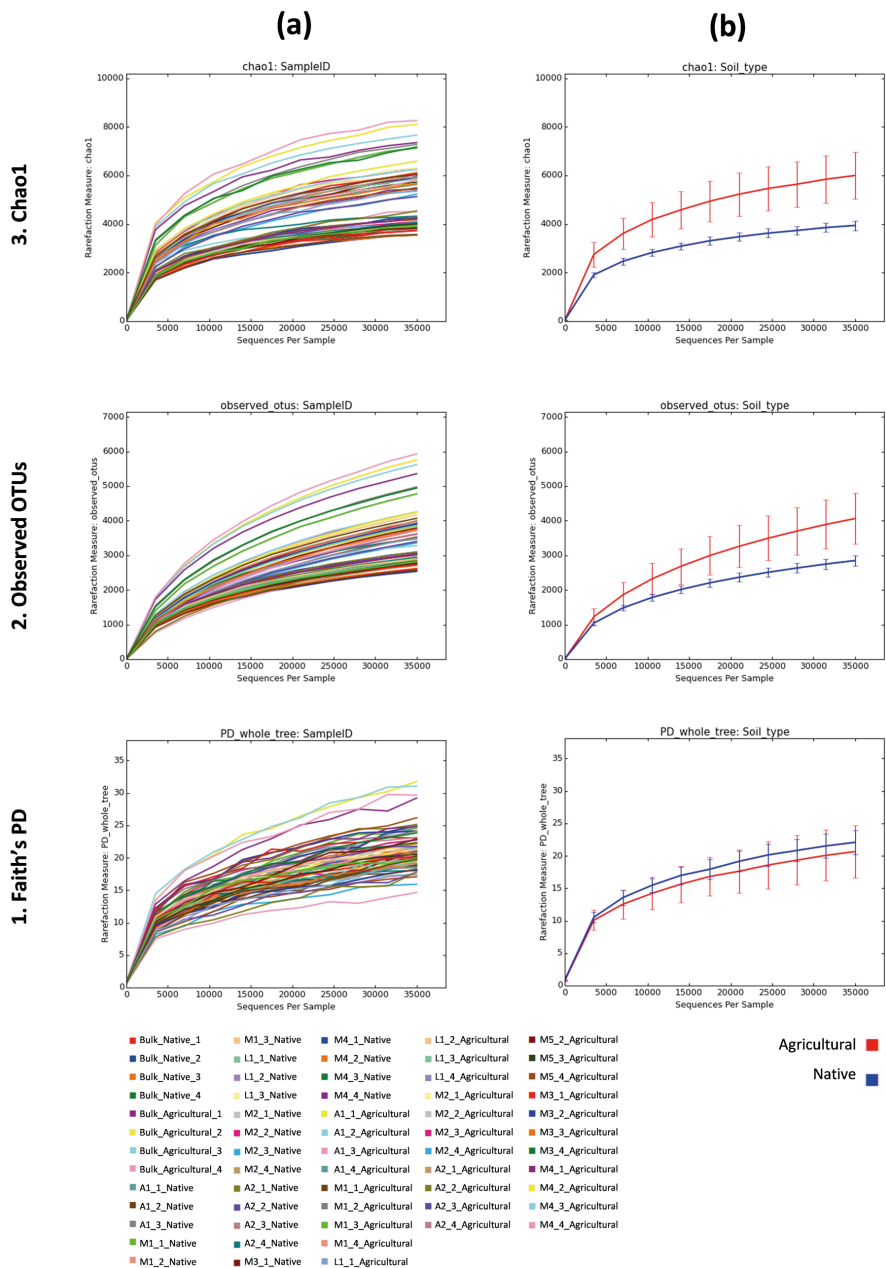 (a) (b)
3. Chao1
chao1: SampleID
Rarefaction Measure: chao1
10000
8000
6000
4000
2000
0
0 5000 10000 15000 20000 25000 30000 35000
Sequences Per Sample
chao1: Soil_type
Rarefaction Measure: chao1
10000
8000
6000
4000
2000
0
0 5000 10000 15000 20000 25000 30000 35000
Sequences Per Sample
2. Observed OTUs
observed_otus: SampleID
Rarefaction Measure: observed_otus
7000
6000
5000
4000
3000
2000
1000
0
0 5000 10000 15000 20000 25000 30000 35000
Sequences Per Sample
observed_otus: Soil_type
Rarefaction Measure: observed_otus
7000
6000
5000
4000
3000
2000
1000
0
0 5000 10000 15000 20000 25000 30000 35000
Sequences Per Sample
1. Faith's PD
PD_whole_tree: SampleID
Rarefaction Measure: PD_whole_tree
35
30
25
20
15
10
5
0
0 5000 10000 15000 20000 25000 30000 35000
Sequences Per Sample
PD_whole_tree: Soil_type
Rarefaction Measure: PD_whole_tree
35
30
25
20
15
10
5
0
0 5000 10000 15000 20000 25000 30000 35000
Sequences Per Sample
Bulk_Native_1 M1_3_Native M4_1_Native L1_2_Agricultural M5_2_Agricultural
Bulk_Native_2 L1_1_Native M4_2_Native L1_3_Agricultural M5_3_Agricultural
Bulk_Native_3 L1_2_Native M4_3_Native L1_4_Agricultural M5_4_Agricultural
Bulk_Native_4 L1_3_Native M4_4_Native M2_1_Agricultural M3_1_Agricultural
Bulk_Agricultural_1 M2_1_Native A1_1_Agricultural M2_2_Agricultural M3_2_Agricultural
Bulk_Agricultural_2 M2_2_Native A1_2_Agricultural M2_3_Agricultural M3_3_Agricultural
Bulk_Agricultural_3 M2_3_Native A1_3_Agricultural M2_4_Agricultural M3_4_Agricultural
Bulk_Agricultural_4 M2_4_Native A1_4_Agricultural A2_1_Agricultural M4_1_Agricultural
A1_1_Native A2_1_Native M1_1_Agricultural A2_2_Agricultural M4_2_Agricultural
A1_2_Native A2_2_Native M1_2_Agricultural A2_3_Agricultural M4_3_Agricultural
A1_3_Native A2_3_Native M1_3_Agricultural A2_4_Agricultural M4_4_Agricultural
M1_1_Native A2_4_Native M1_4_Agricultural
M1_2_Native M3_1_Native L1_1_Agricultural
Agricultural
Native